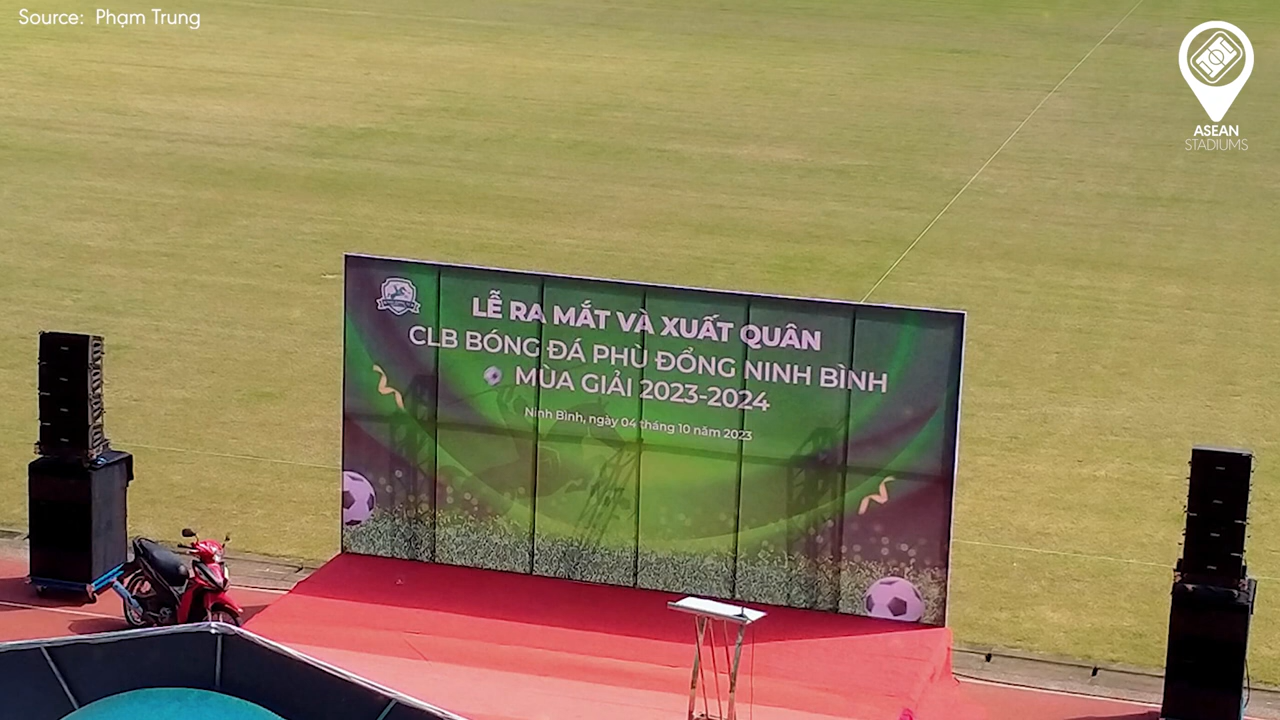 Source: Phạm Trung
ASEAN
STADIUMS
LỄ RA MẮT VÀ XUẤT QUÂN
CLB BÓNG ĐÁ PHÙ ĐỔNG NINH BÌNH
MÙA GIẢI 2023-2024
Ninh Bình, ngày 04 tháng 10 năm 2023